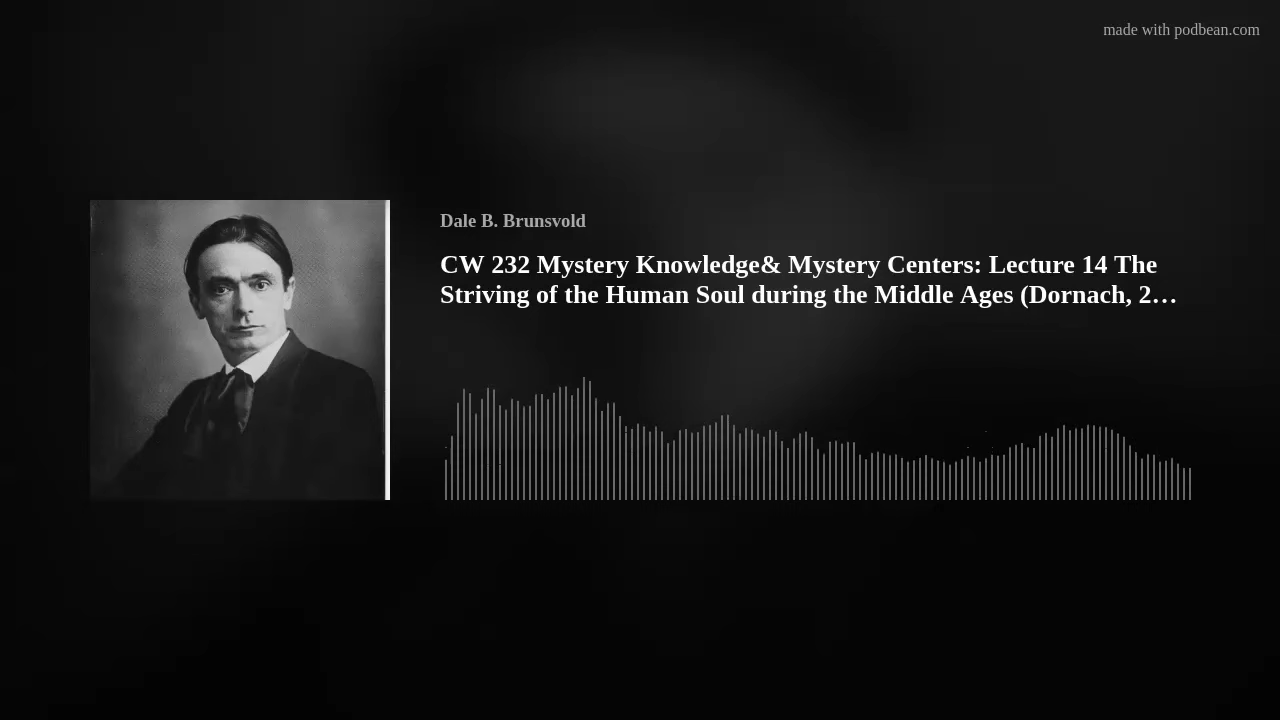 made with podbean.com
Dale B. Brunsvold
CW 232 Mystery Knowledge& Mystery Centers: Lecture 14 The
Striving of the Human Soul during the Middle Ages (Dornach, 2…